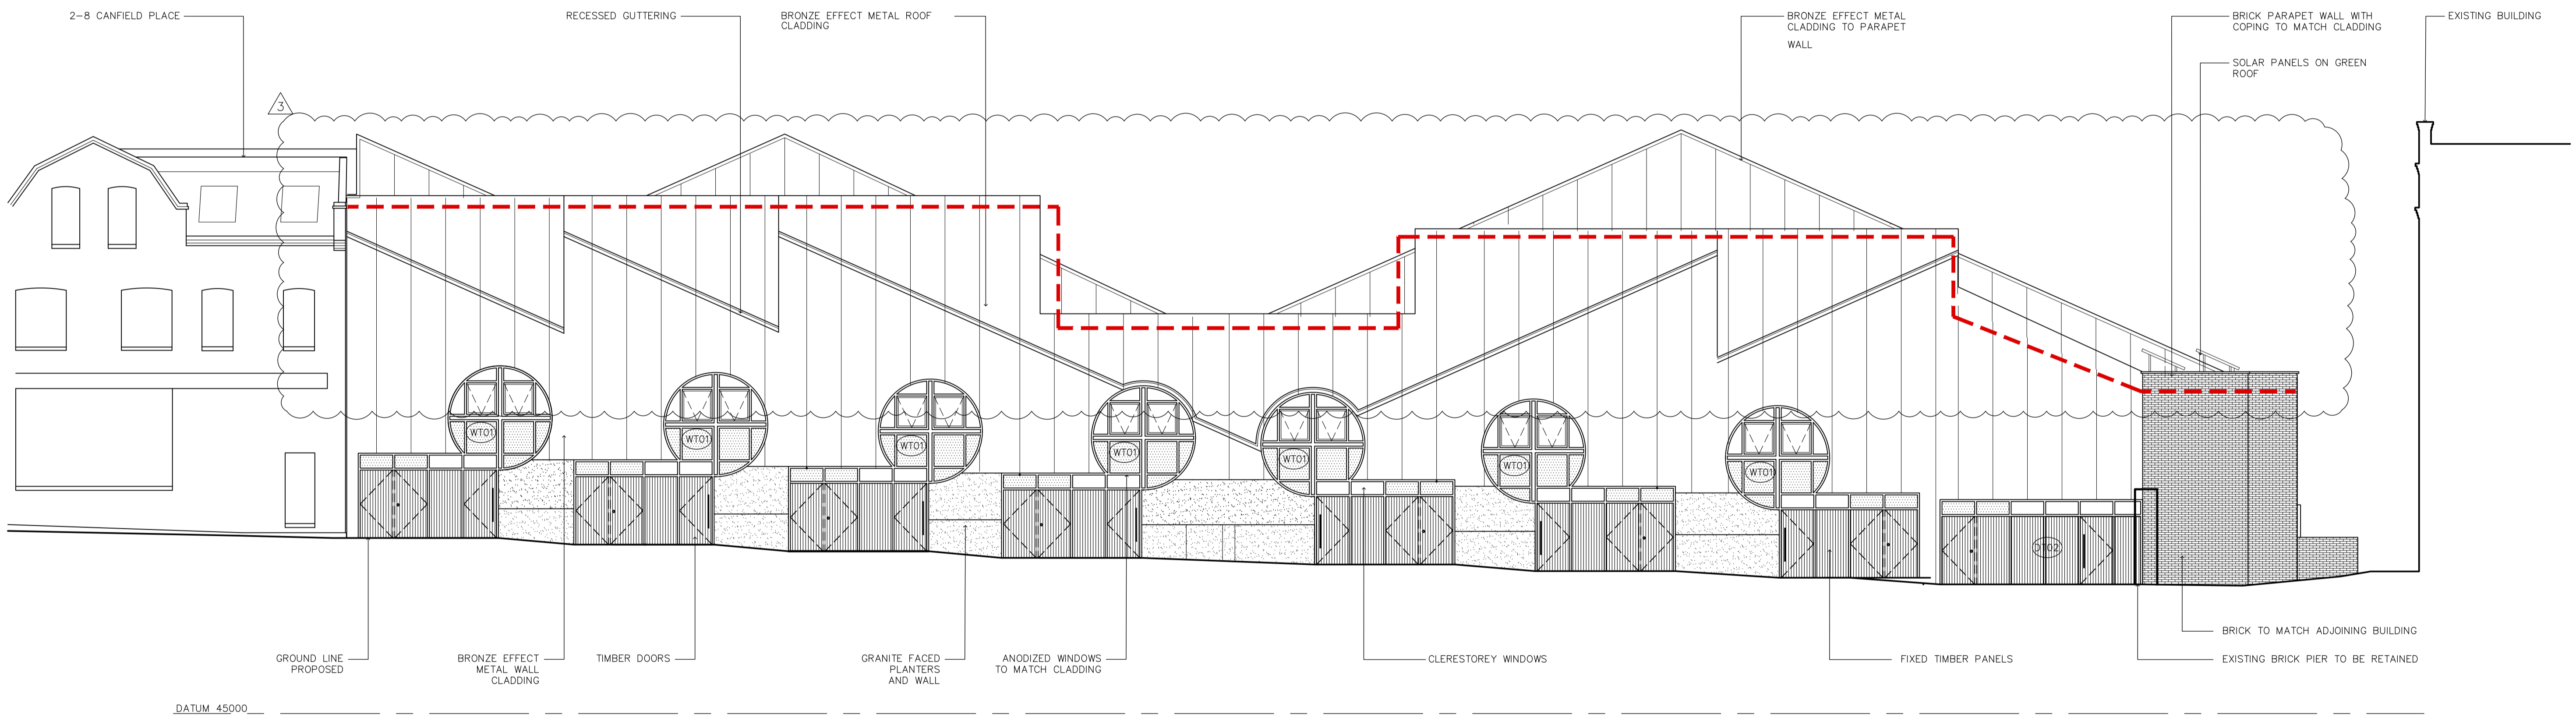 2-8 CANFIELD PLACE
RECESSED GUTTERING
BRONZE EFFECT METAL ROOF
CLADDING
BRONZE EFFECT METAL
CLADDING TO PARAPET
WALL
BRICK PARAPET WALL WITH
COPING TO MATCH CLADDING
EXISTING BUILDING
SOLAR PANELS ON GREEN
ROOF
3
WT01
WT01
WT01
WT01
WT01
WT01
WT01
DT02
GROUND LINE
PROPOSED
BRONZE EFFECT
METAL WALL
CLADDING
TIMBER DOORS
GRANITE FACED
PLANTERS
AND WALL
ANODIZED WINDOWS
TO MATCH CLADDING
CLERESTOREY WINDOWS
FIXED TIMBER PANELS
BRICK TO MATCH ADJOINING BUILDING
EXISTING BRICK PIER TO BE RETAINED
DATUM 45000